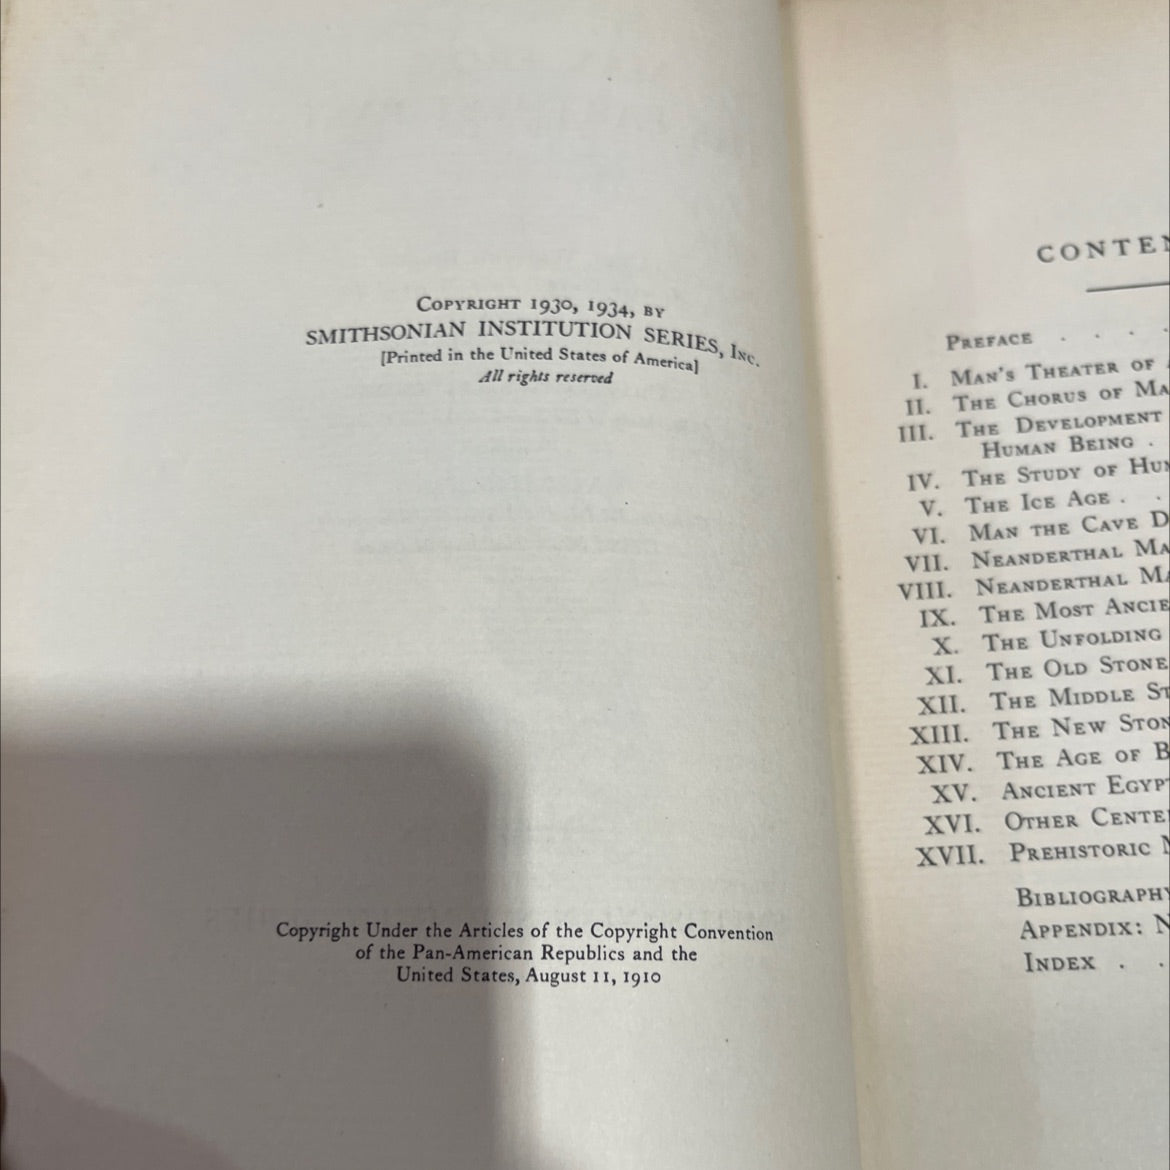 Copyright 1930, 1934, by
SMITHSONIAN INSTITUTION SERIES, Inc.
[Printed in the United States of America]
All rights reserved
Copyright Under the Articles of the Copyright Convention
of the Pan-American Republics and the
United States, August 11, 1910
CONTEN
Preface . . .
I. Man's Theater of
II. The Chorus of Ma
III. The Development
Human Being .
IV. The Study of Hum
V. The Ice Age . .
VI. Man the Cave D
VII. Neanderthal Ma
VIII. Neanderthal Ma
IX. The Most Ancie
X. The Unfolding
XI. The Old Stone
XII. The Middle St
XIII. The New Ston
XIV. The Age of B
XV. Ancient Egypt
XVI. Other Cente
XVII. Prehistoric
Bibliography
Appendix: N
Index . .